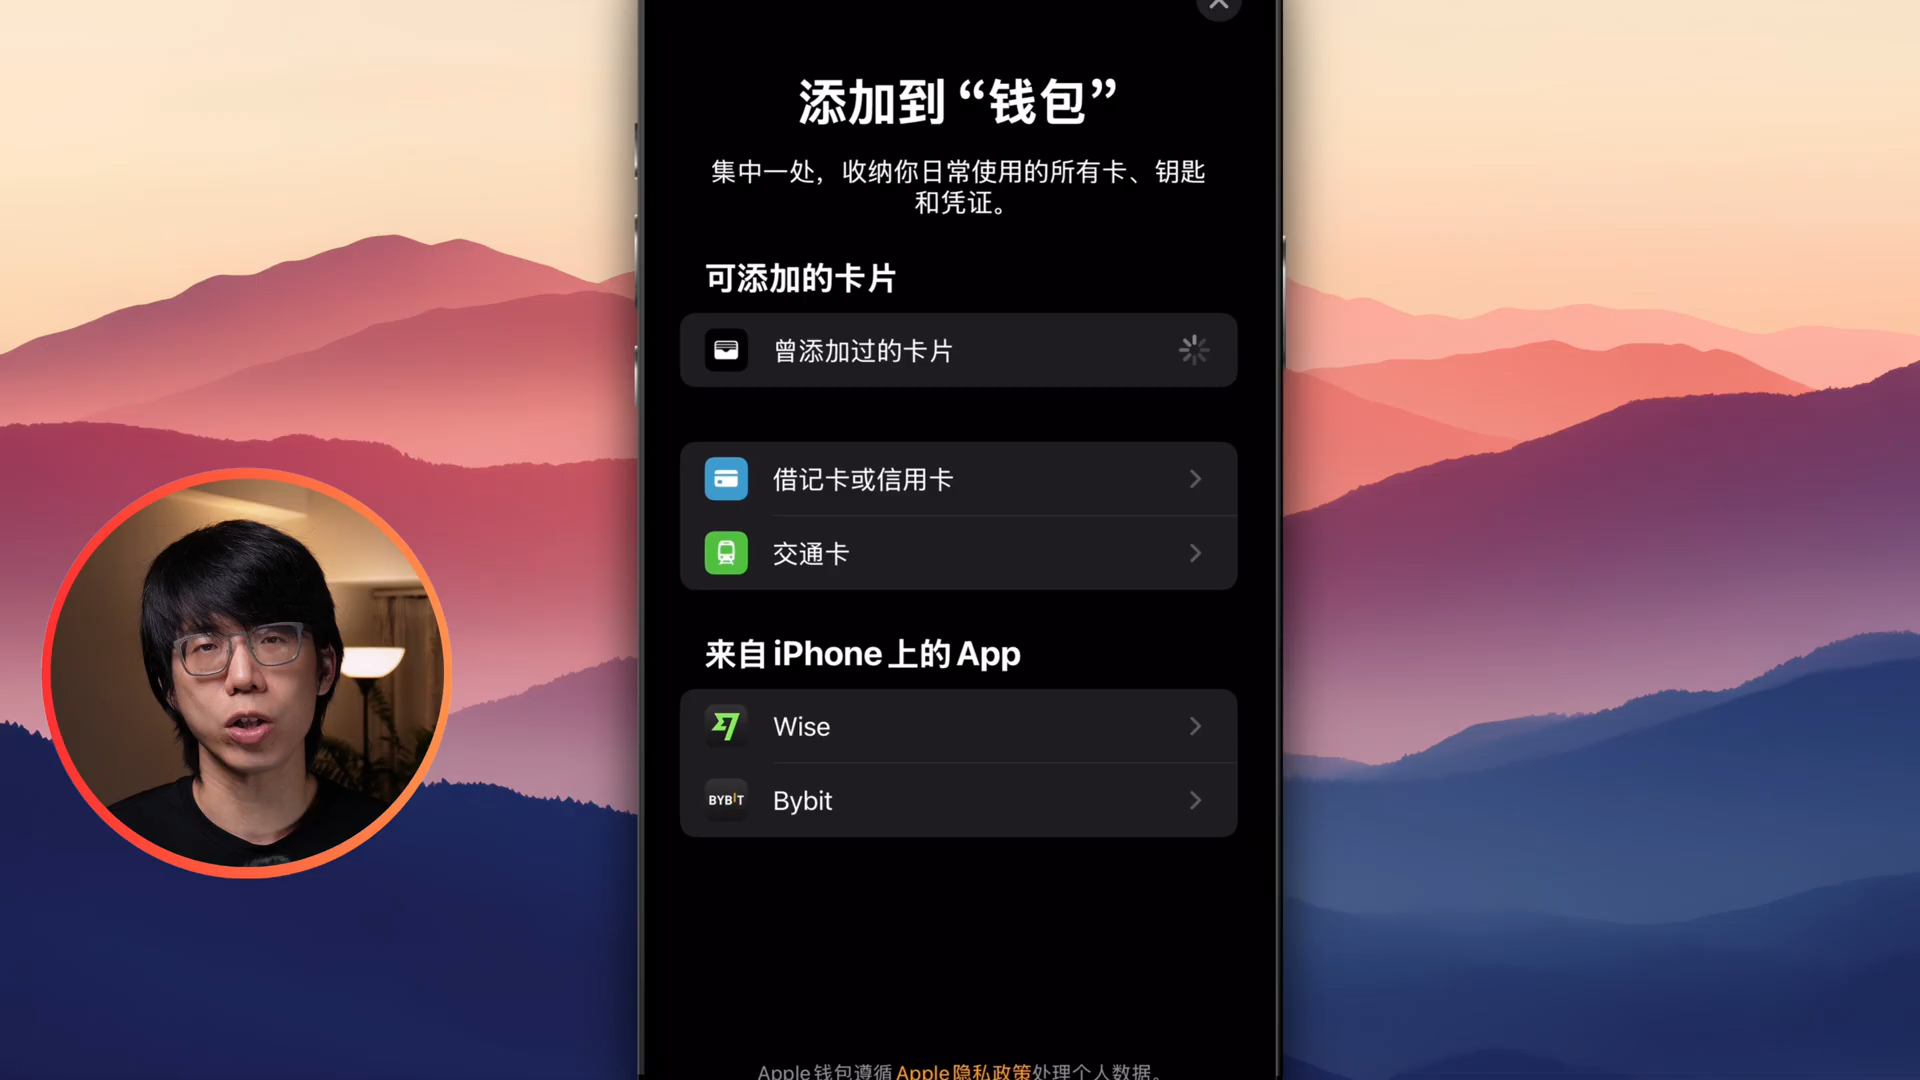 添加到“钱包”
集中一处，收纳你日常使用的所有卡、钥匙
和凭证。
可添加的卡片
曾添加过的卡片
借记卡或信用卡
交通卡
来自 iPhone 上的 App
Wise
BYBIT Bybit
Apple 钱包遵循 Apple 隐私政策处理个人数据。